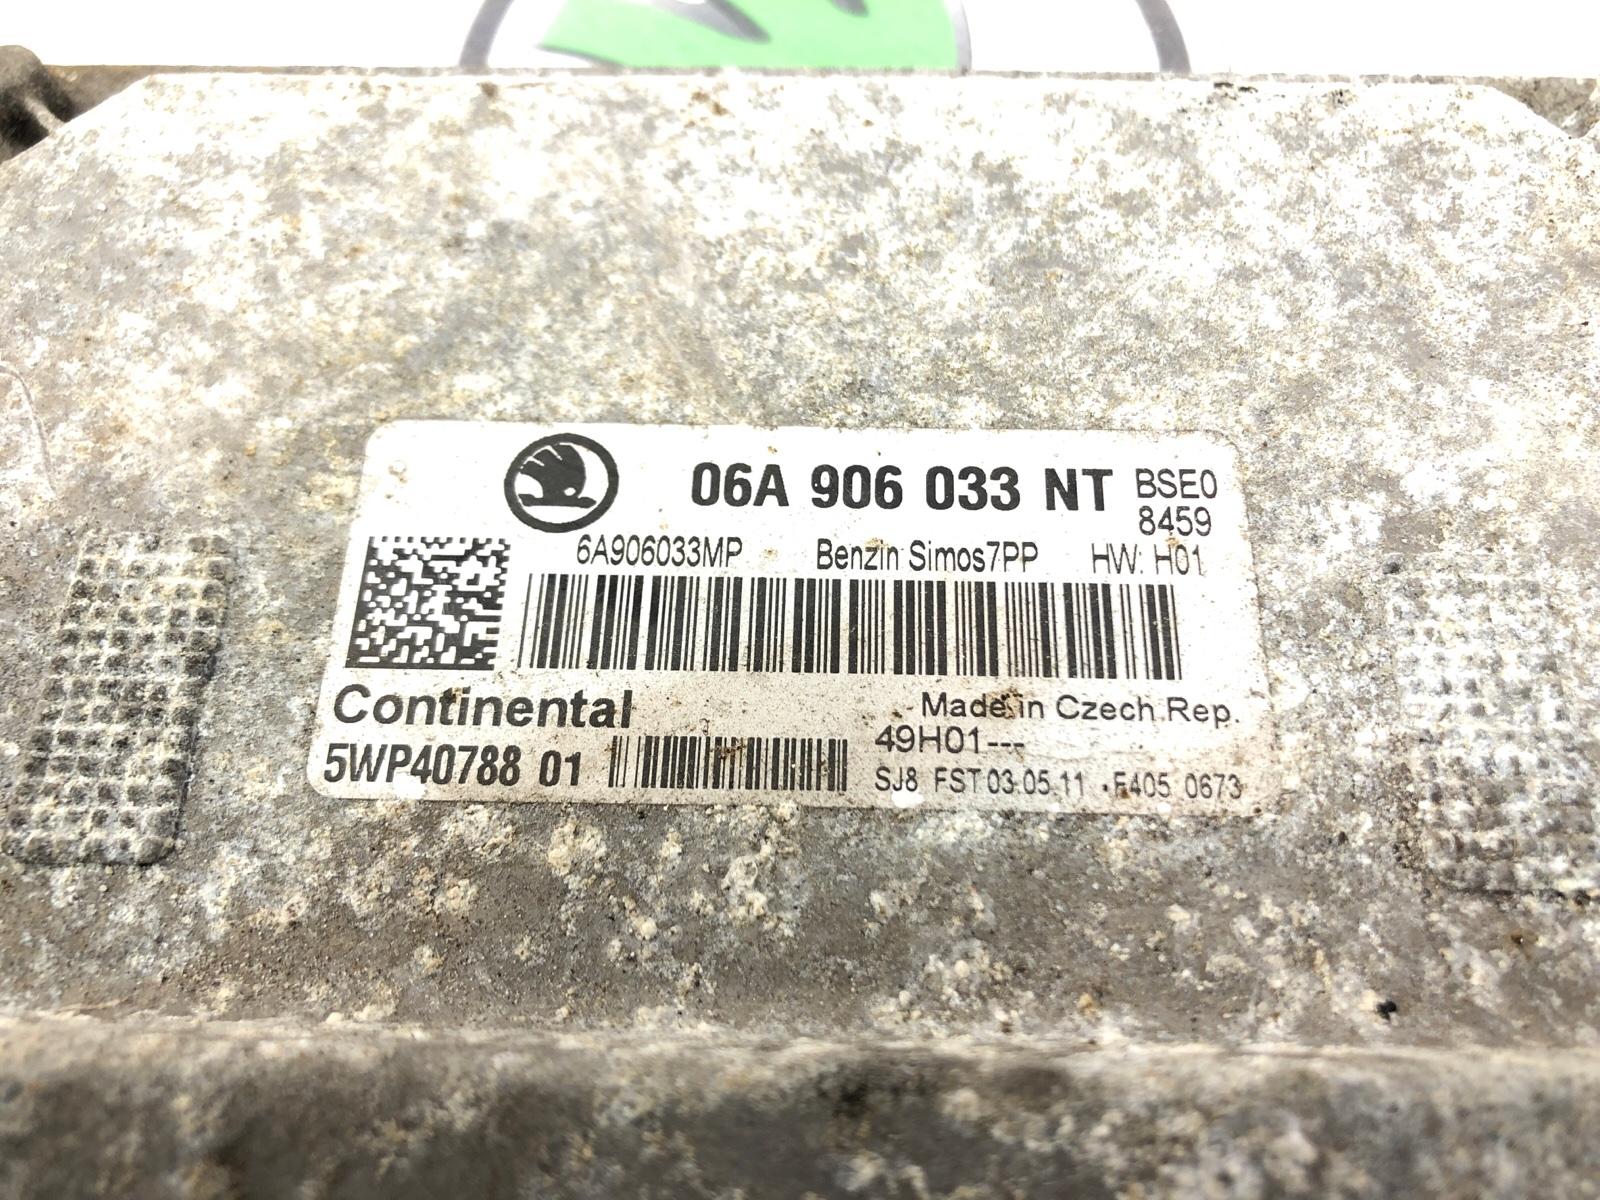 06A 906 033 NT BSE0
8459
6A906033MP Benzin Simos7PP HW: H01
Continental Made in Czech Rep.
49H01---
5WP40788 01
SJ8 FST 03.05.11 F405 0673